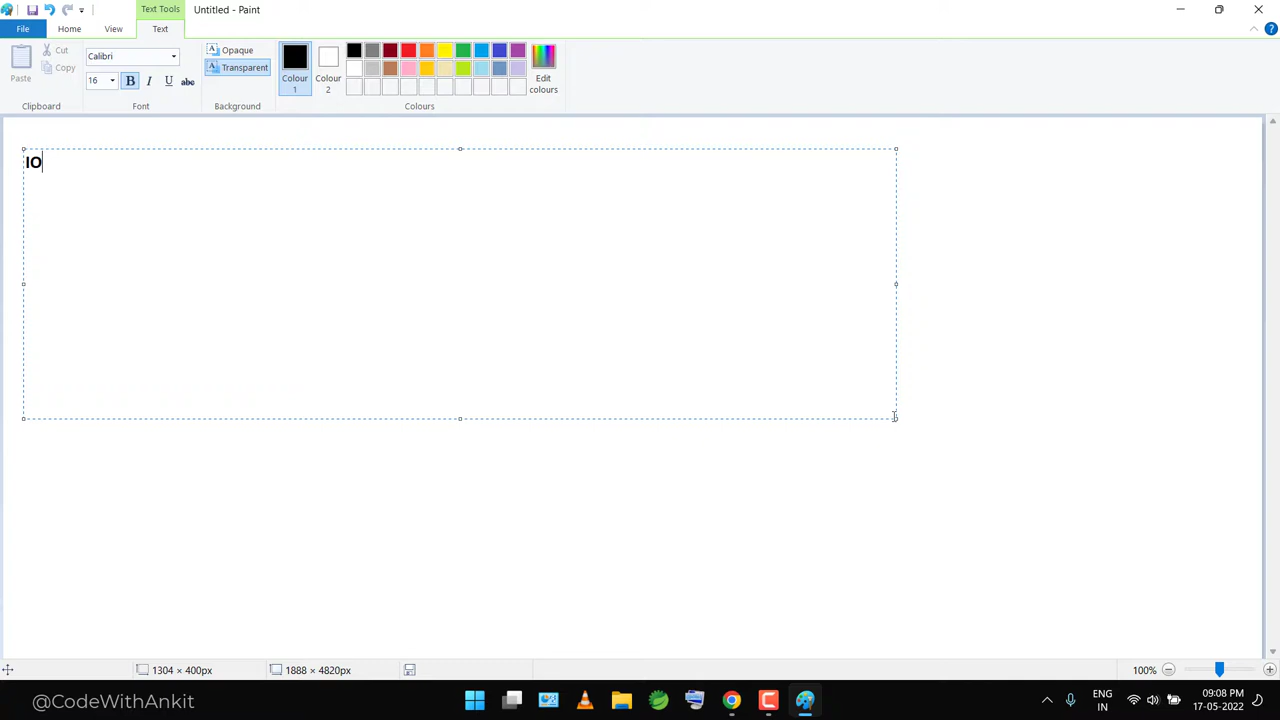 Text Tools
Untitled - Paint
File
Home
View
Text
Paste
Cut
Copy
Clipboard
Calibri
16
B
I
U
abc
Font
Opaque
Transparent
Background
Colour 1
Colour 2
Edit colours
Colours
IO
1304 × 400px
1888 × 4820px
100%
@CodeWithAnkit
ENG
IN
09:08 PM
17-05-2022